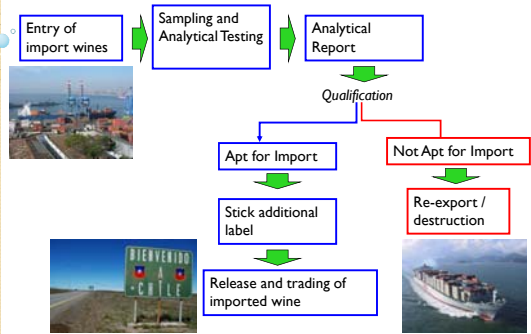 Entry of
import wines
Sampling and
Analytical Testing
Analytical
Report
Qualification
Apt for Import
Not Apt for Import
Stick additional
label
Re-export /
destruction
Release and trading of
imported wine
BIENVENIDO
A
CHILE